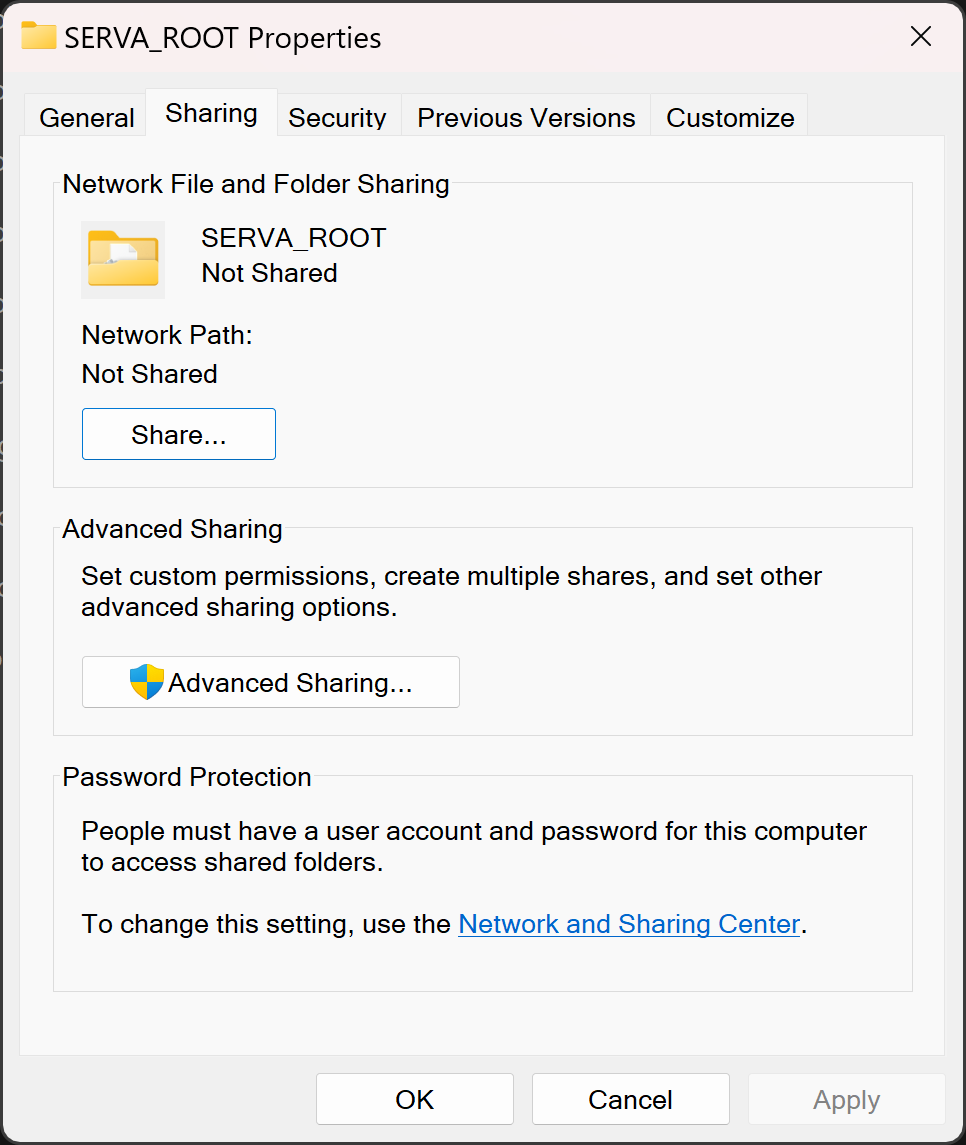 SERVA_ROOT Properties
General
Sharing
Security
Previous Versions
Customize
Network File and Folder Sharing
SERVA_ROOT
Not Shared
Network Path:
Not Shared
Share...
Advanced Sharing
Set custom permissions, create multiple shares, and set other
advanced sharing options.
Advanced Sharing...
Password Protection
People must have a user account and password for this computer
to access shared folders.
To change this setting, use the Network and Sharing Center.
OK
Cancel
Apply